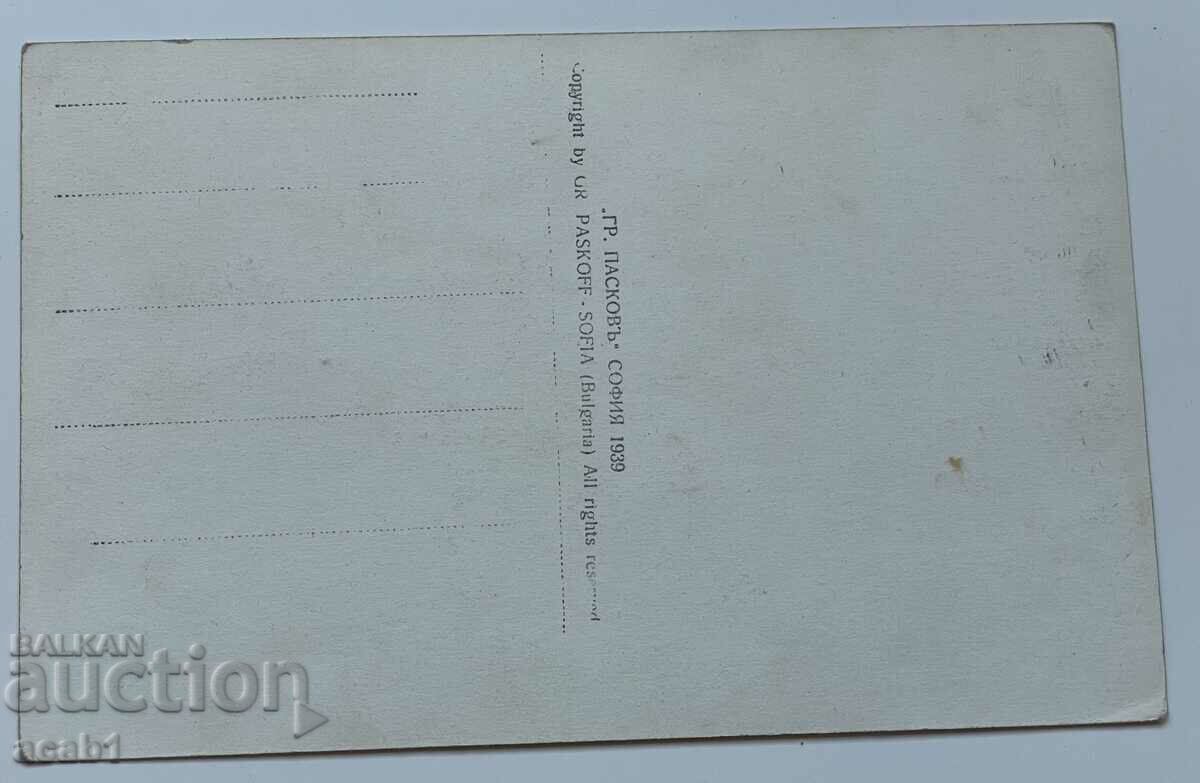 „ГР. ПАСКОВЪ“ СОФИЯ 1939
Copyright by GR PASKOFF - SOFIA (Bulgaria) All rights reserved
BALKAN
auction
acab1